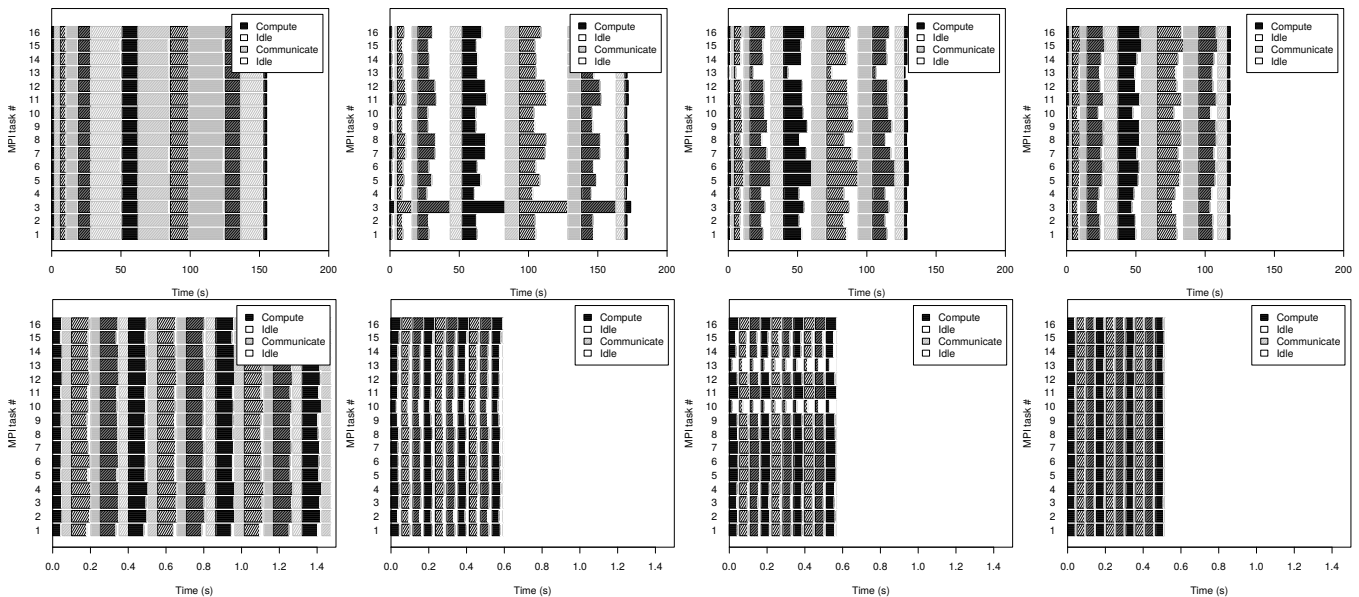 Compute
Idle
Communicate
Idle
MPI task #
16
15
14
13
12
11
10
9
8
7
6
5
4
3
2
1
0 50 100 150 200
Time (s)
Compute
Idle
Communicate
Idle
MPI task #
16
15
14
13
12
11
10
9
8
7
6
5
4
3
2
1
0 50 100 150 200
Time (s)
Compute
Idle
Communicate
Idle
MPI task #
16
15
14
13
12
11
10
9
8
7
6
5
4
3
2
1
0 50 100 150 200
Time (s)
Compute
Idle
Communicate
Idle
MPI task #
16
15
14
13
12
11
10
9
8
7
6
5
4
3
2
1
0 50 100 150 200
Time (s)
Compute
Idle
Communicate
Idle
MPI task #
16
15
14
13
12
11
10
9
8
7
6
5
4
3
2
1
0.0 0.2 0.4 0.6 0.8 1.0 1.2 1.4
Time (s)
Compute
Idle
Communicate
Idle
MPI task #
16
15
14
13
12
11
10
9
8
7
6
5
4
3
2
1
0.0 0.2 0.4 0.6 0.8 1.0 1.2 1.4
Time (s)
Compute
Idle
Communicate
Idle
MPI task #
16
15
14
13
12
11
10
9
8
7
6
5
4
3
2
1
0.0 0.2 0.4 0.6 0.8 1.0 1.2 1.4
Time (s)
Compute
Idle
Communicate
Idle
MPI task #
16
15
14
13
12
11
10
9
8
7
6
5
4
3
2
1
0.0 0.2 0.4 0.6 0.8 1.0 1.2 1.4
Time (s)